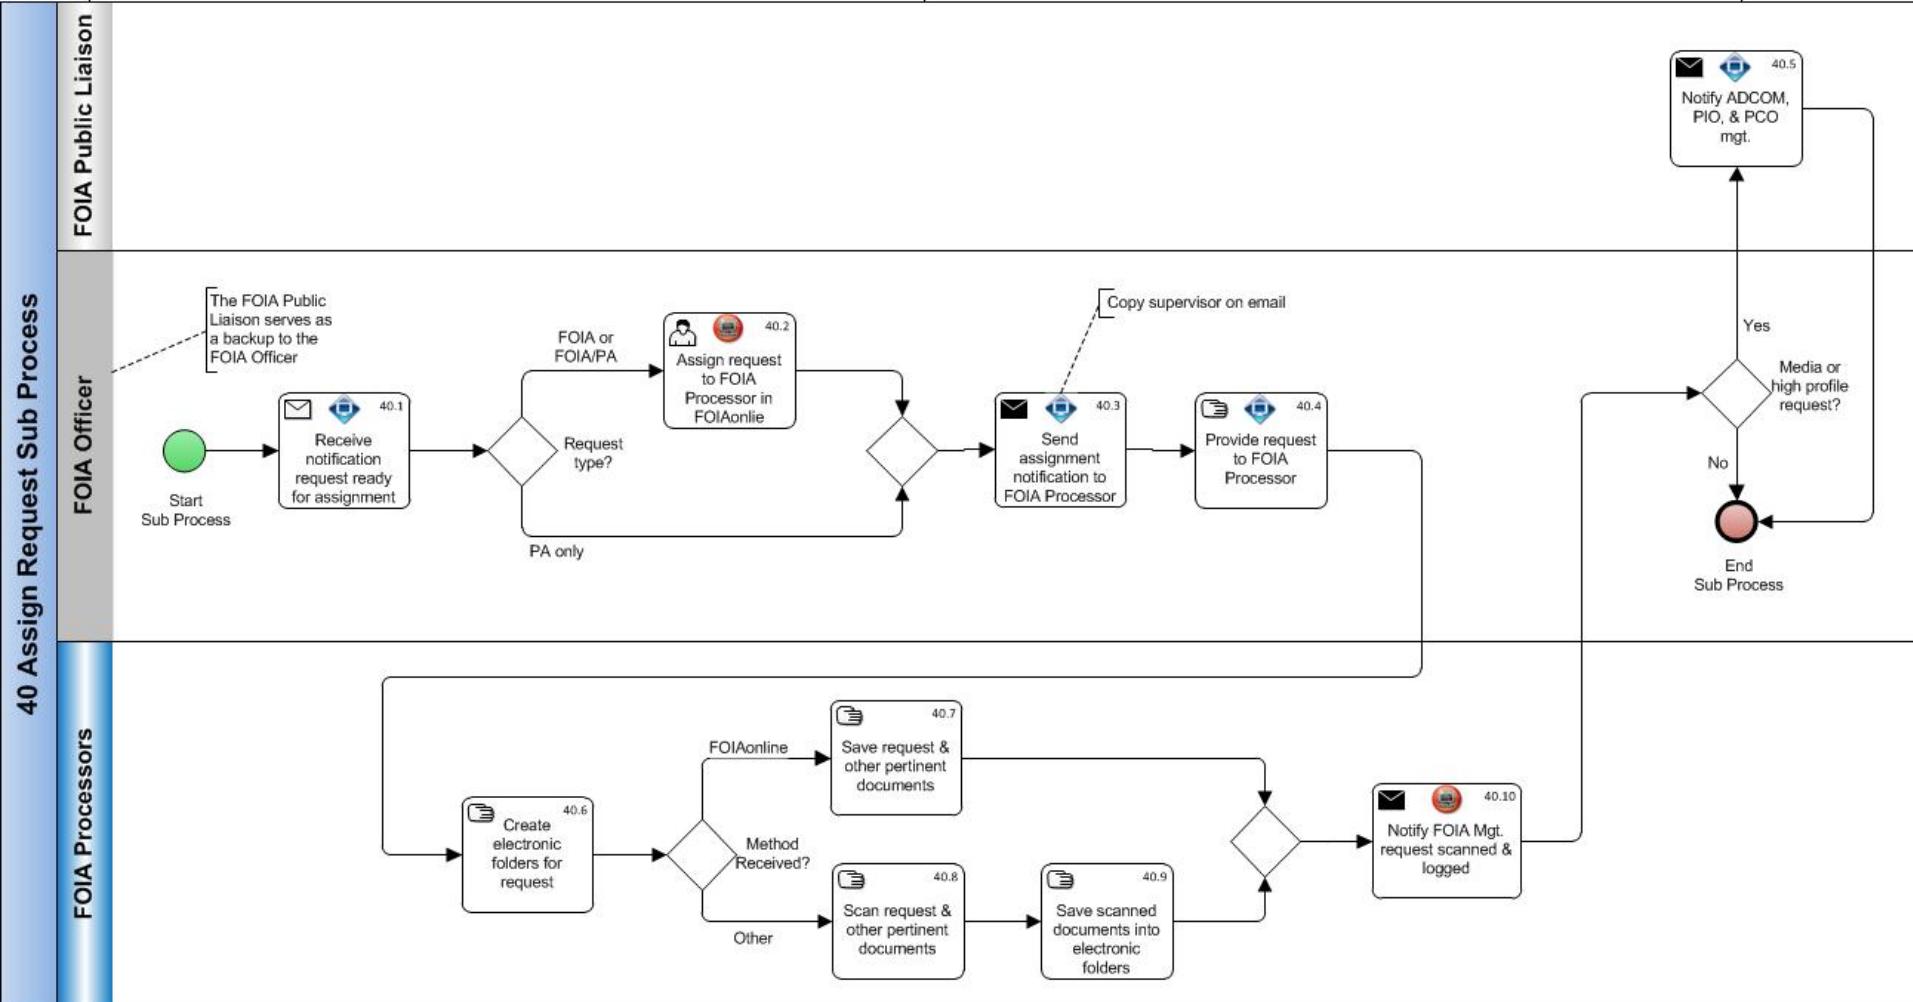 40 Assign Request Sub Process
FOIA Public Liaison
40.5
Notify ADCOM,
PIO, & PCO
mgt.
FOIA Officer
The FOIA Public
Liaison serves as
a backup to the
FOIA Officer
Start
Sub Process
40.1
Receive
notification
request ready
for assignment
Request
type?
FOIA or
FOIA/PA
PA only
40.2
Assign request
to FOIA
Processor in
FOIAonlie
Copy supervisor on email
40.3
Send
assignment
notification to
FOIA Processor
40.4
Provide request
to FOIA
Processor
Yes
Media or
high profile
request?
No
End
Sub Process
FOIA Processors
40.6
Create
electronic
folders for
request
Method
Received?
FOIAonline
Other
40.7
Save request &
other pertinent
documents
40.8
Scan request &
other pertinent
documents
40.9
Save scanned
documents into
electronic
folders
40.10
Notify FOIA Mgt.
request scanned &
logged